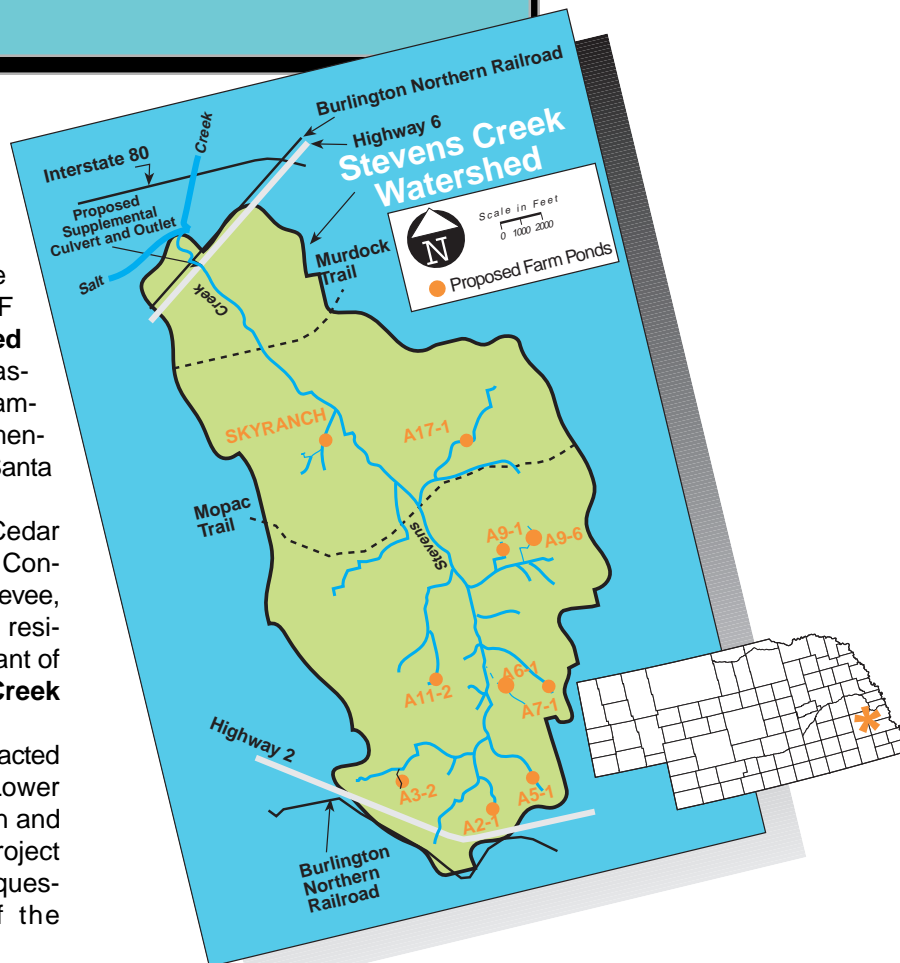 e
F
ed
as-
am-
men-
Santa
Cedar
Con-
evee,
resi-
ant of
Creek
acted
Lower
n and
roject
ques-
f the
Burlington Northern Railroad
Highway 6
Creek
Interstate 80
Stevens Creek
Watershed
Proposed
Supplemental
Culvert and Outlet
Salt
Creek
Murdock
Trail
N
Scale in Feet
0 1000 2000
Proposed Farm Ponds
SKYRANCH
A17-1
Mopac
Trail
Stevens
A9-1
A9-6
A11-2
A6-1
A7-1
Highway 2
A3-2
A5-1
A2-1
Burlington
Northern
Railroad